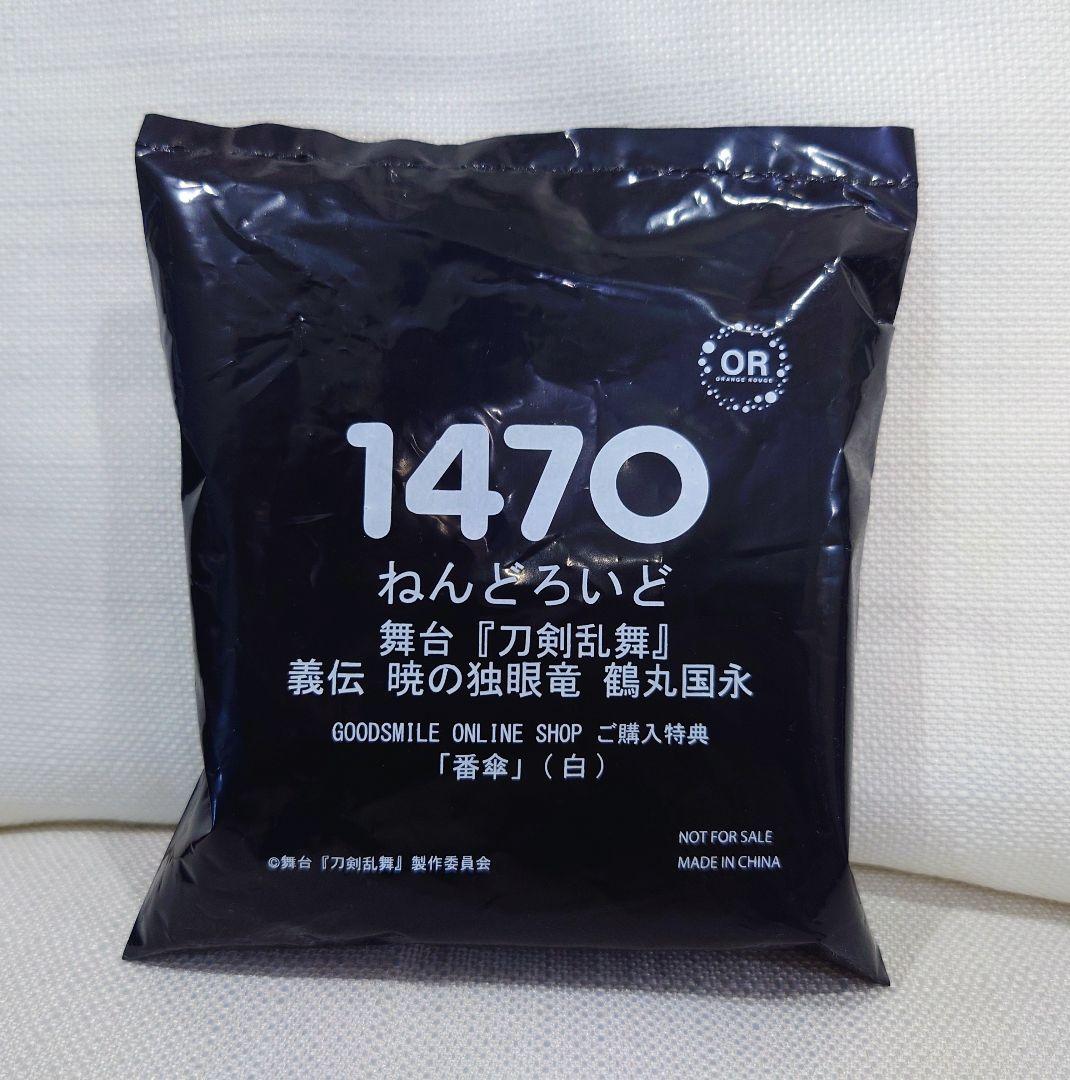 OR
ORANGE ROUGE
1470
ねんどろいど
舞台『刀剣乱舞』
義伝 暁の独眼竜 鶴丸国永
GOODSMILE ONLINE SHOP ご購入特典
「番傘」(白)
NOT FOR SALE
©舞台『刀剣乱舞』製作委員会
MADE IN CHINA